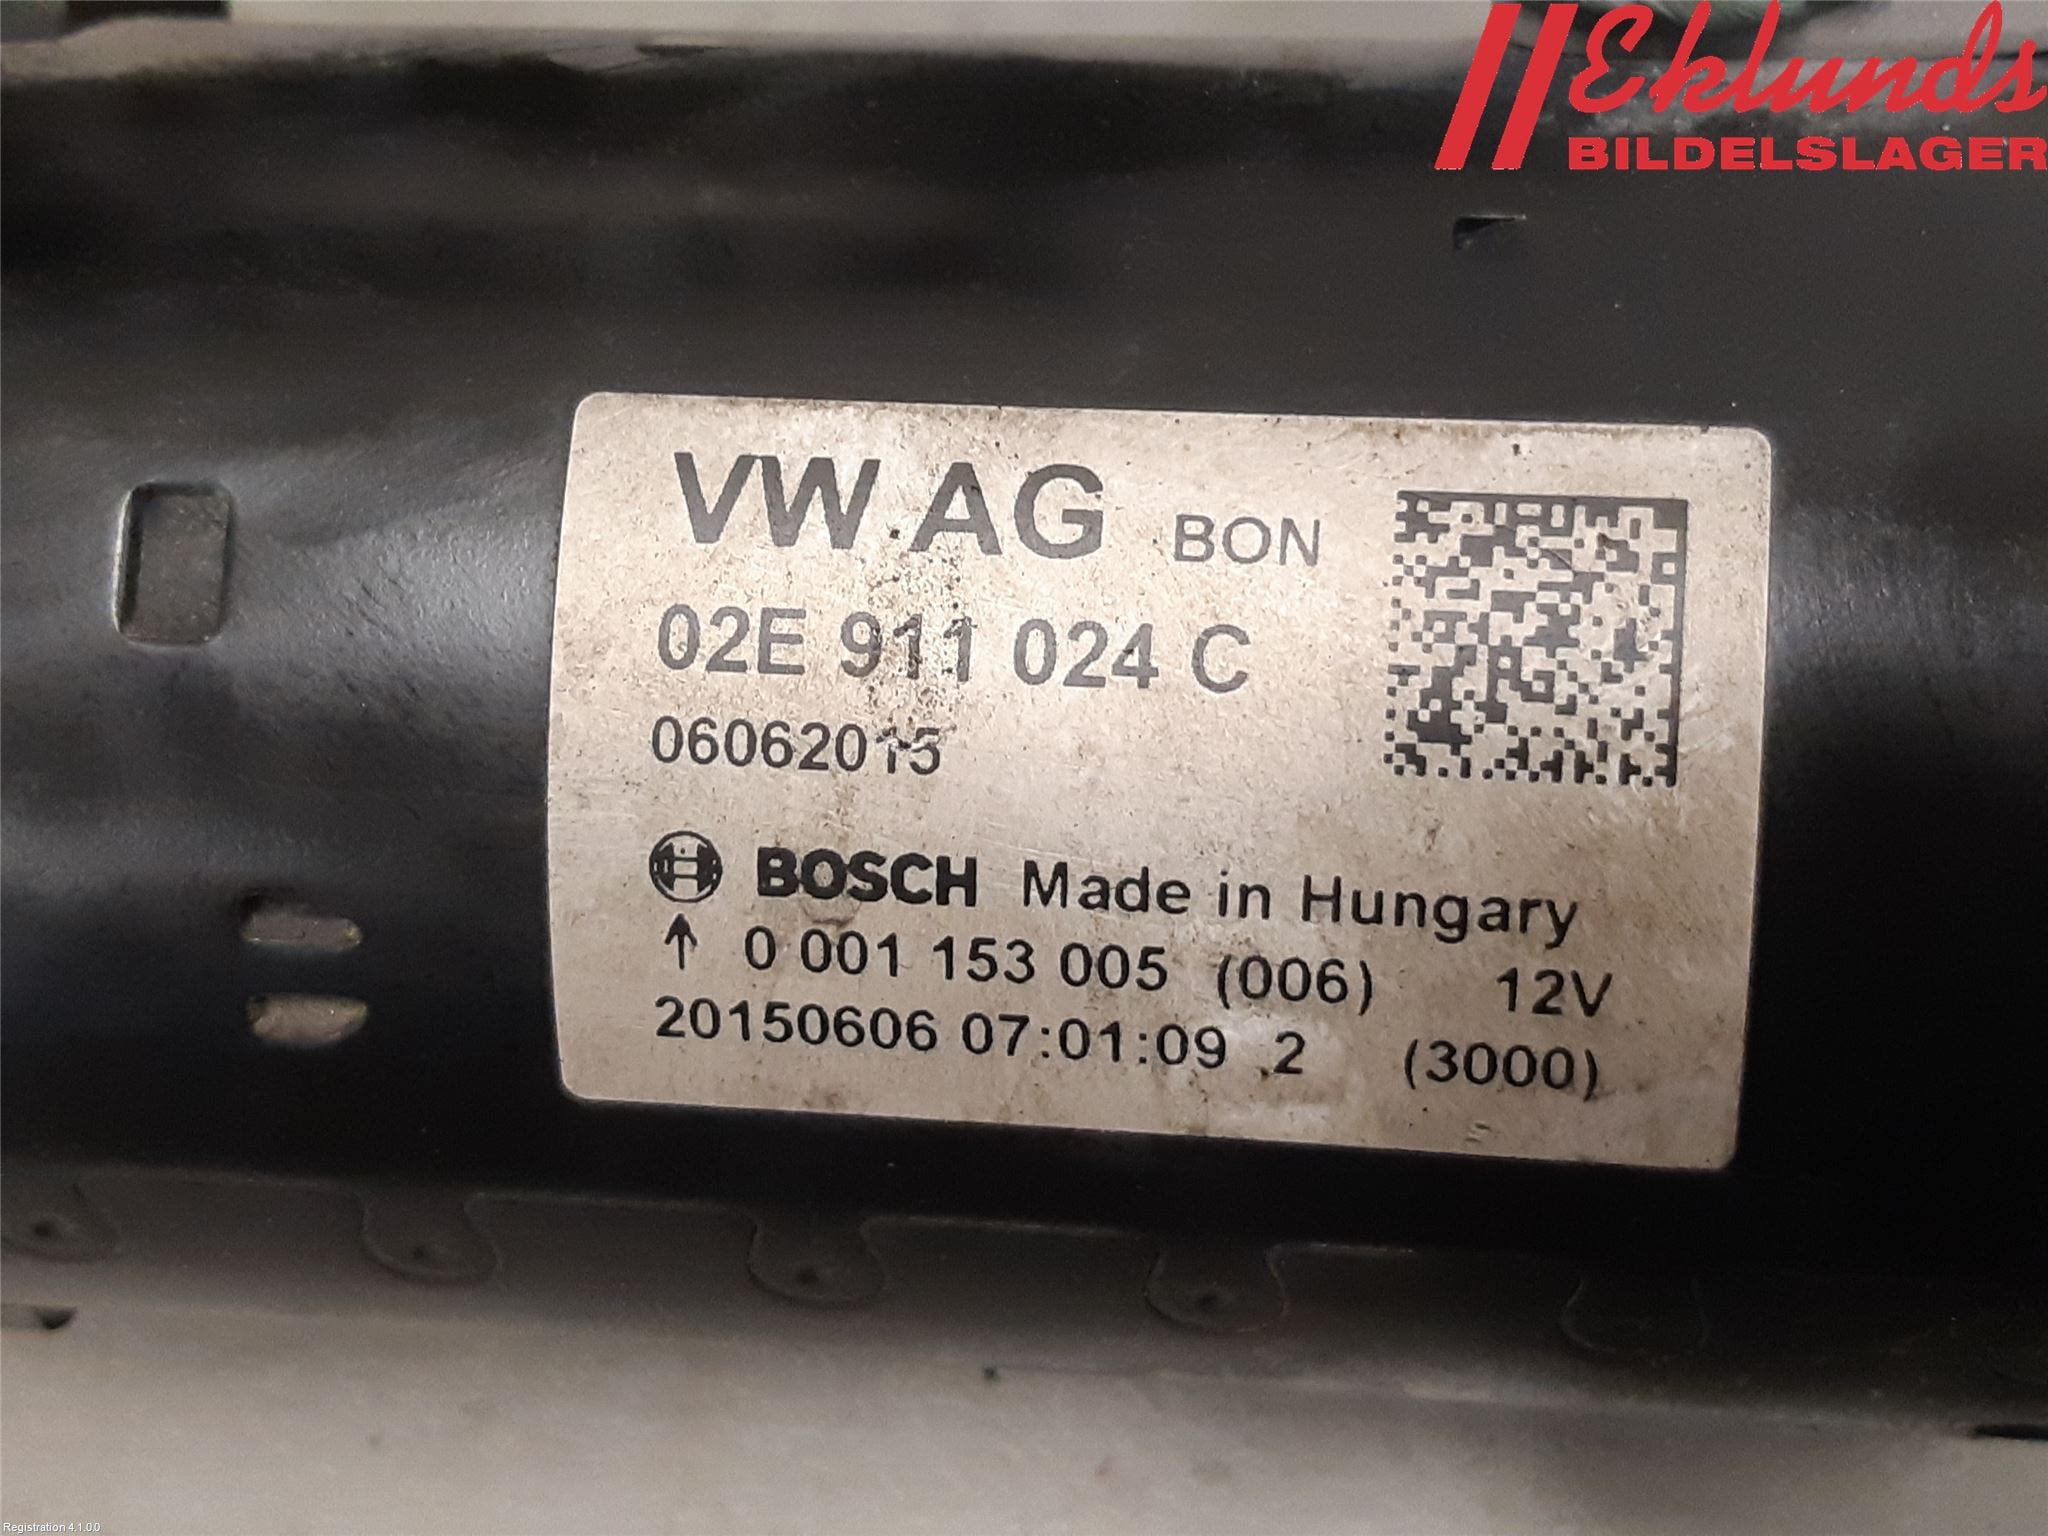 Eklunds
BILDELSLAGER
VW AG BON
02E 911 024 C
06062015
BOSCH Made in Hungary
↑ 0 001 153 005 (006) 12V
20150606 07:01:09 2 (3000)
Registration 4.1.0.0